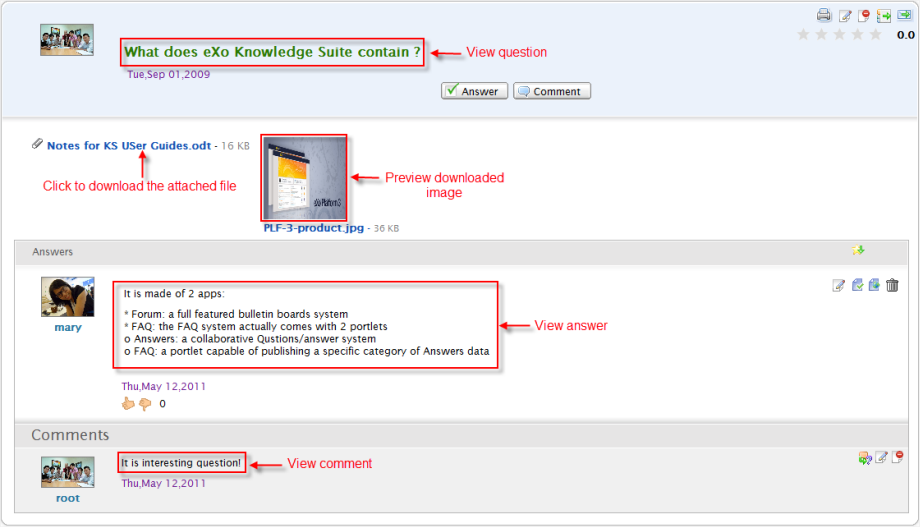 0.0
What does eXo Knowledge Suite contain ?
View question
Tue,Sep 01,2009
Answer
Comment
Notes for KS USer Guides.odt - 16 KB
Click to download the attached file
Preview downloaded
image
PLF-3-product.jpg - 36 KB
Answers
It is made of 2 apps:
* Forum: a full featured bulletin boards system
* FAQ: the FAQ system actually comes with 2 portlets
o Answers: a collaborative Qustions/answer system
o FAQ: a portlet capable of publishing a specific category of Answers data
mary
View answer
Thu,May 12,2011
0
Comments
It is interesting question!
View comment
Thu,May 12,2011
root